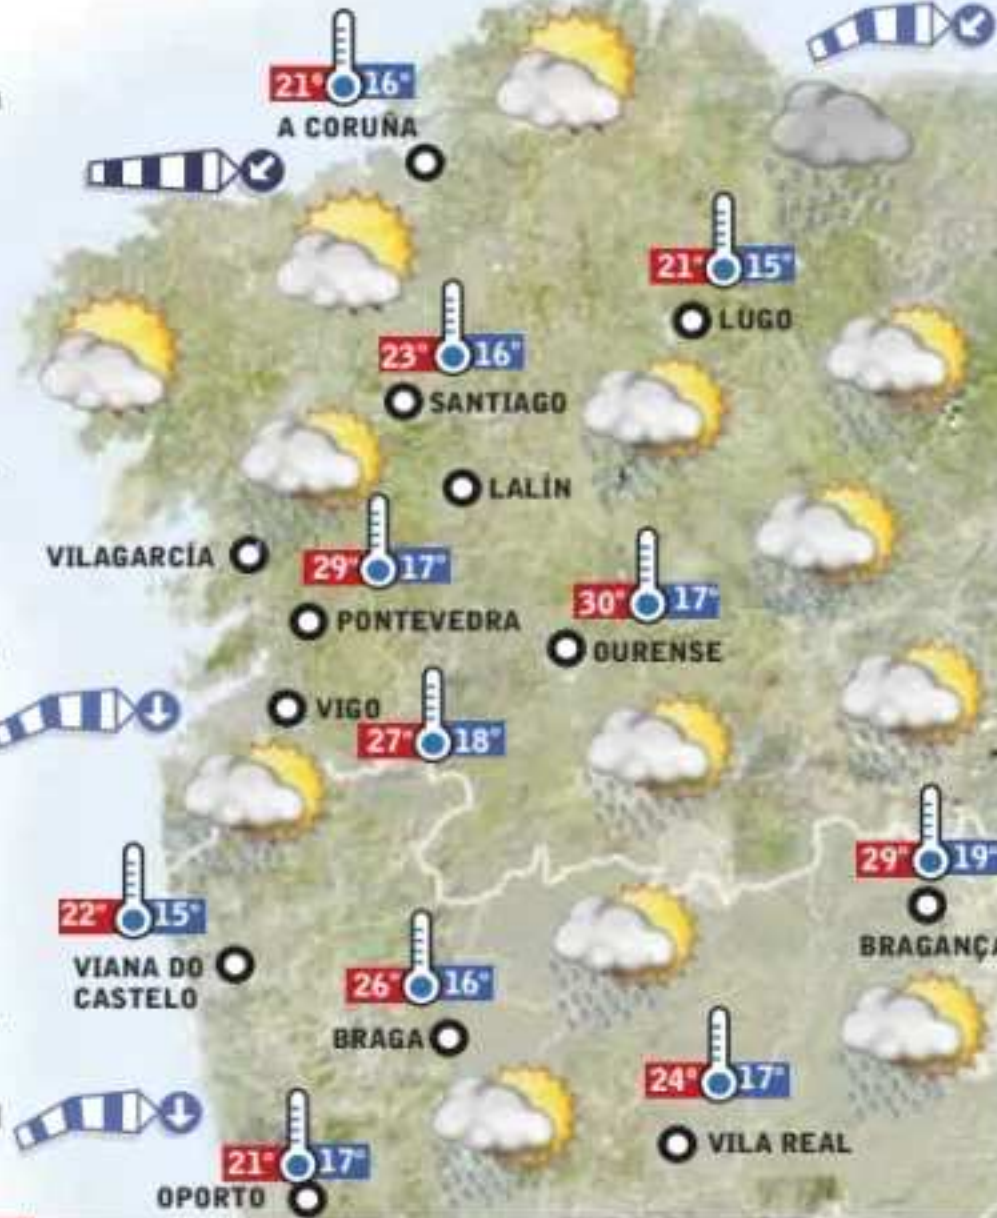 21° 16°
A CORUÑA
21° 15°
LUGO
23° 16°
SANTIAGO
LALÍN
VILAGARCÍA
29° 17°
PONTEVEDRA
30° 17°
OURENSE
VIGO
27° 18°
29° 19°
BRAGANÇA
22° 15°
VIANA DO
CASTELO
26° 16°
BRAGA
24° 17°
VILA REAL
21° 17°
OPORTO